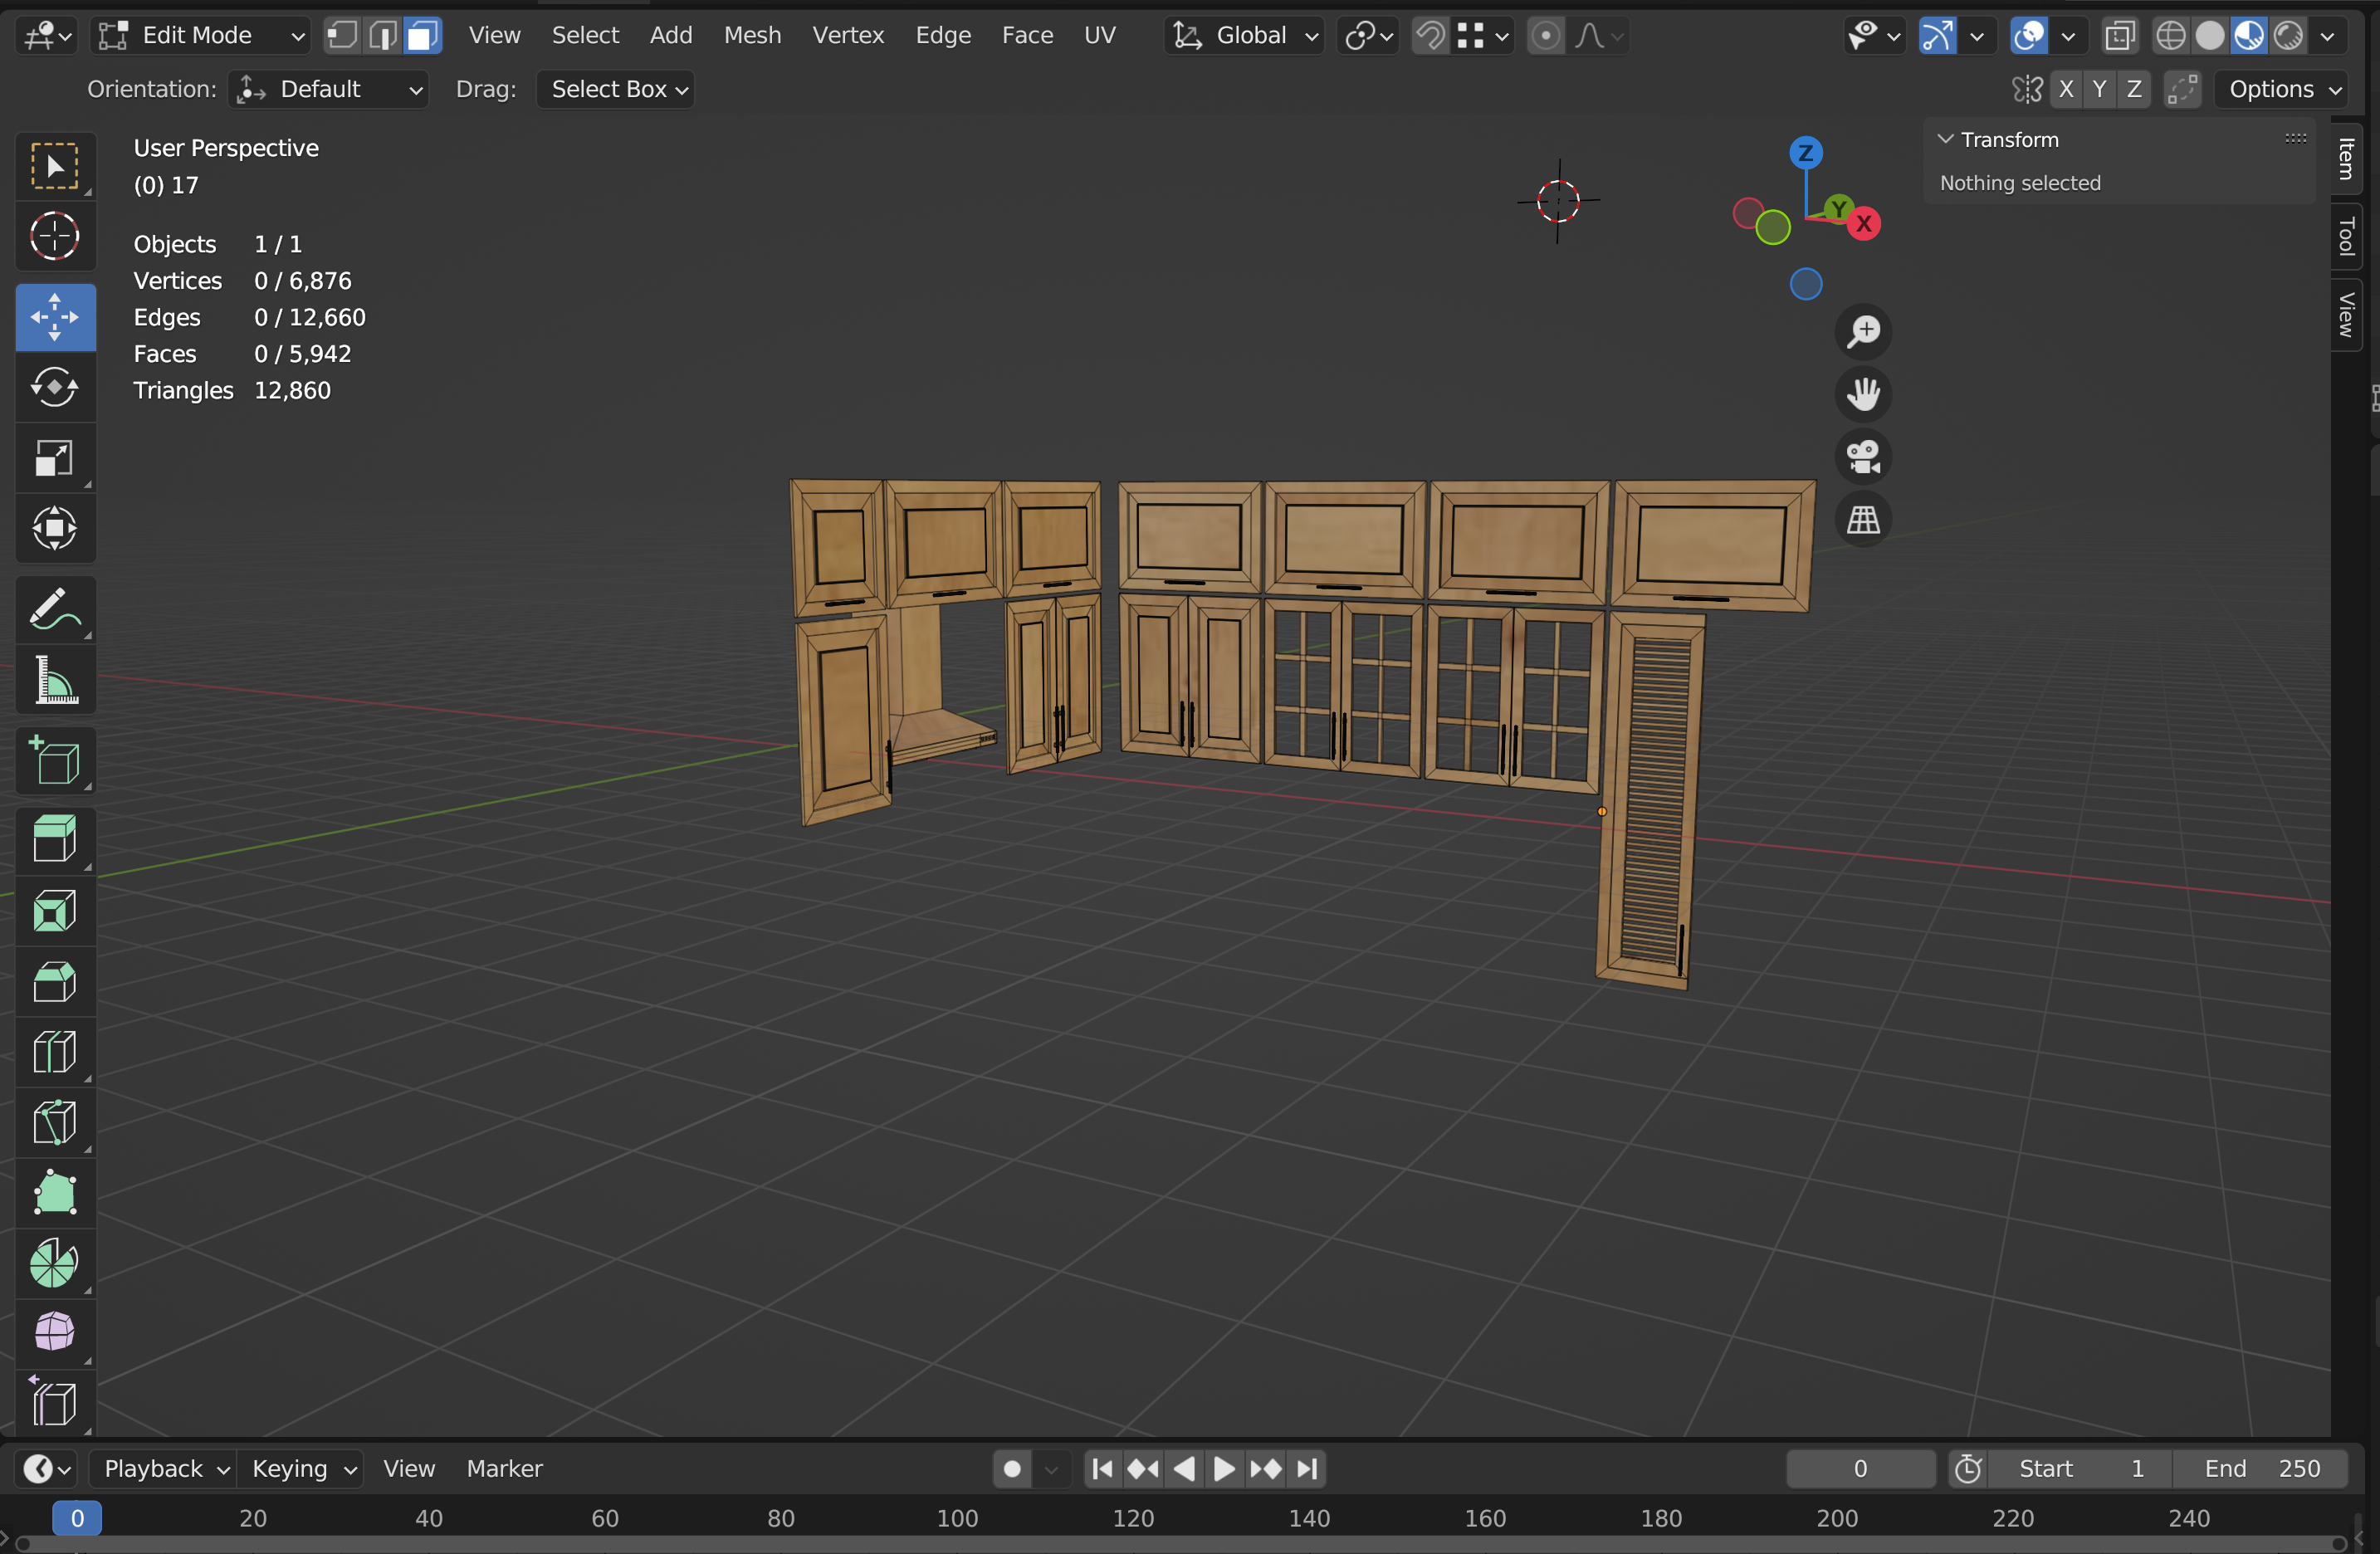 Edit Mode View Select Add Mesh Vertex Edge Face UV Global
Orientation: Default Drag: Select Box X Y Z Options
User Perspective
(0) 17
Objects 1 / 1
Vertices 0 / 6,876
Edges 0 / 12,660
Faces 0 / 5,942
Triangles 12,860
Z
Y
X
Transform
Nothing selected
Item
Tool
View
Playback Keying View Marker 0 Start 1 End 250
0 20 40 60 80 100 120 140 160 180 200 220 240